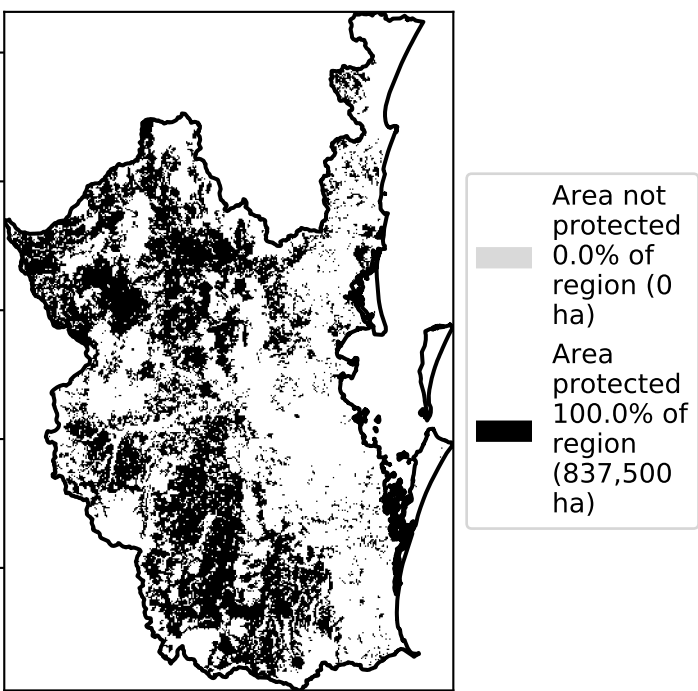 Area not
protected
0.0% of
region (0
ha)
Area
protected
100.0% of
region
(837,500
ha)